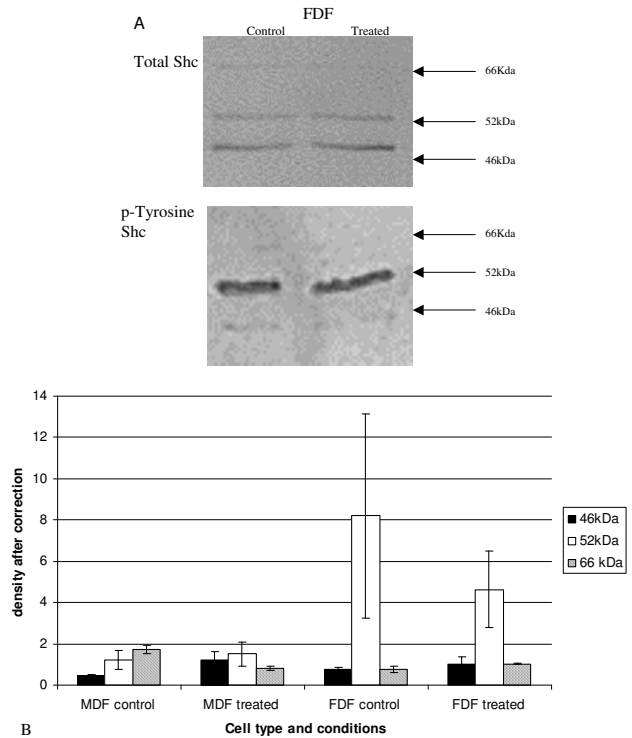 A
FDF
Control Treated
Total Shc
66Kda
52kDa
46kDa
p-Tyrosine
Shc
66Kda
52kDa
46kDa
14
12
10
8
6
4
2
0
density after correction
46kDa
52kDa
66 kDa
MDF control MDF treated FDF control FDF treated
B
Cell type and conditions